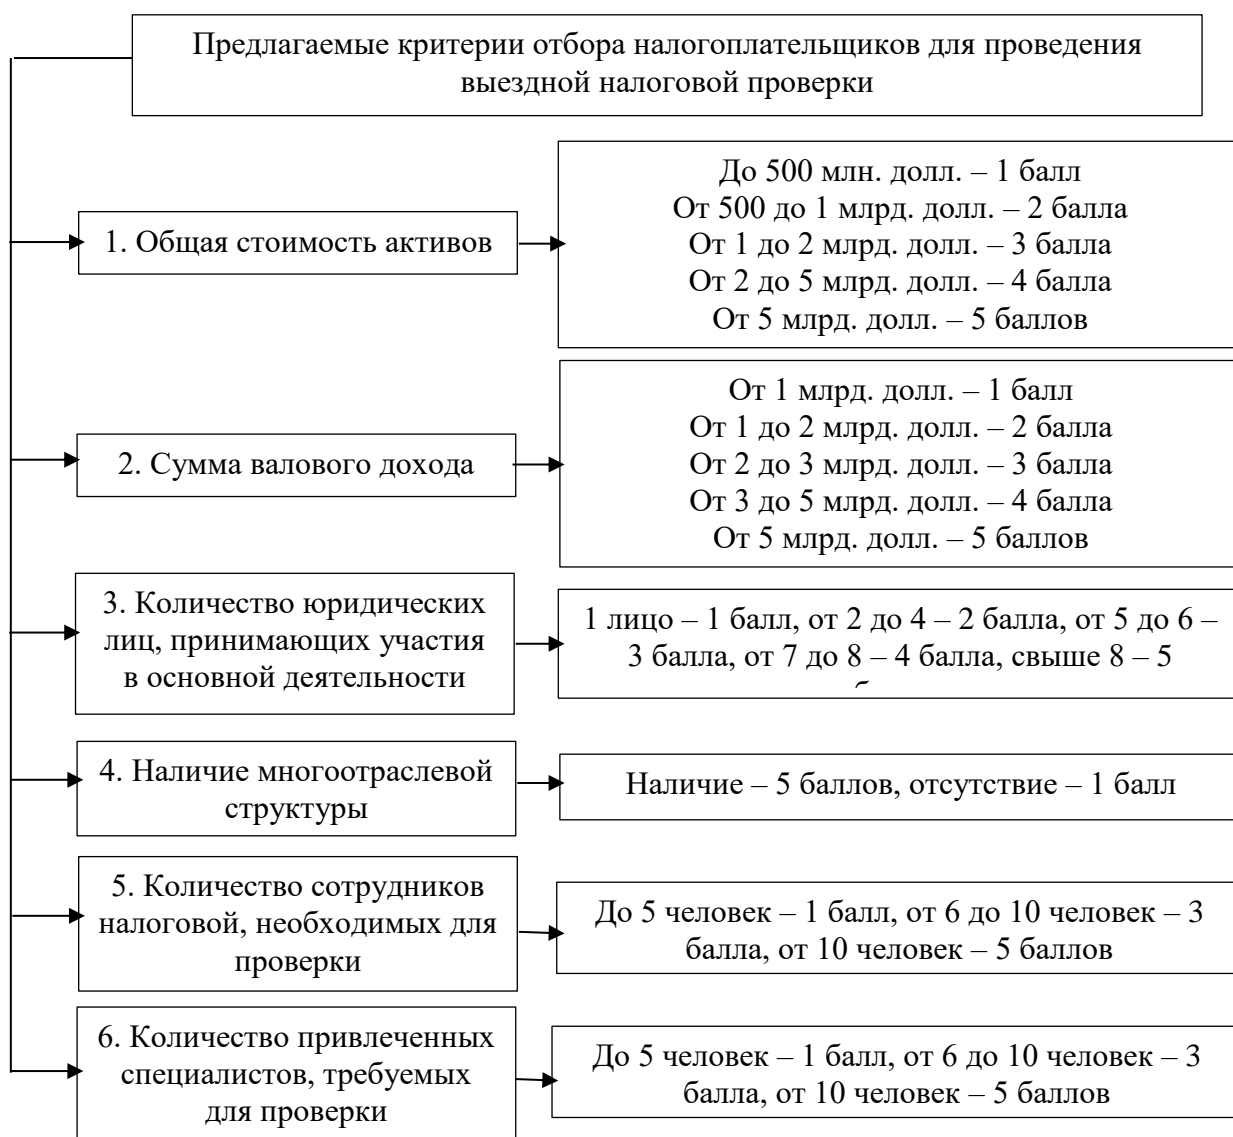 Предлагаемые критерии отбора налогоплательщиков для проведения
выездной налоговой проверки
1. Общая стоимость активов
До 500 млн. долл. – 1 балл
От 500 до 1 млрд. долл. – 2 балла
От 1 до 2 млрд. долл. – 3 балла
От 2 до 5 млрд. долл. – 4 балла
От 5 млрд. долл. – 5 баллов
2. Сумма валового дохода
От 1 млрд. долл. – 1 балл
От 1 до 2 млрд. долл. – 2 балла
От 2 до 3 млрд. долл. – 3 балла
От 3 до 5 млрд. долл. – 4 балла
От 5 млрд. долл. – 5 баллов
3. Количество юридических
лиц, принимающих участия
в основной деятельности
1 лицо – 1 балл, от 2 до 4 – 2 балла, от 5 до 6 –
3 балла, от 7 до 8 – 4 балла, свыше 8 – 5
4. Наличие многоотраслевой
структуры
Наличие – 5 баллов, отсутствие – 1 балл
5. Количество сотрудников
налоговой, необходимых для
проверки
До 5 человек – 1 балл, от 6 до 10 человек – 3
балла, от 10 человек – 5 баллов
6. Количество привлеченных
специалистов, требуемых
для проверки
До 5 человек – 1 балл, от 6 до 10 человек – 3
балла, от 10 человек – 5 баллов